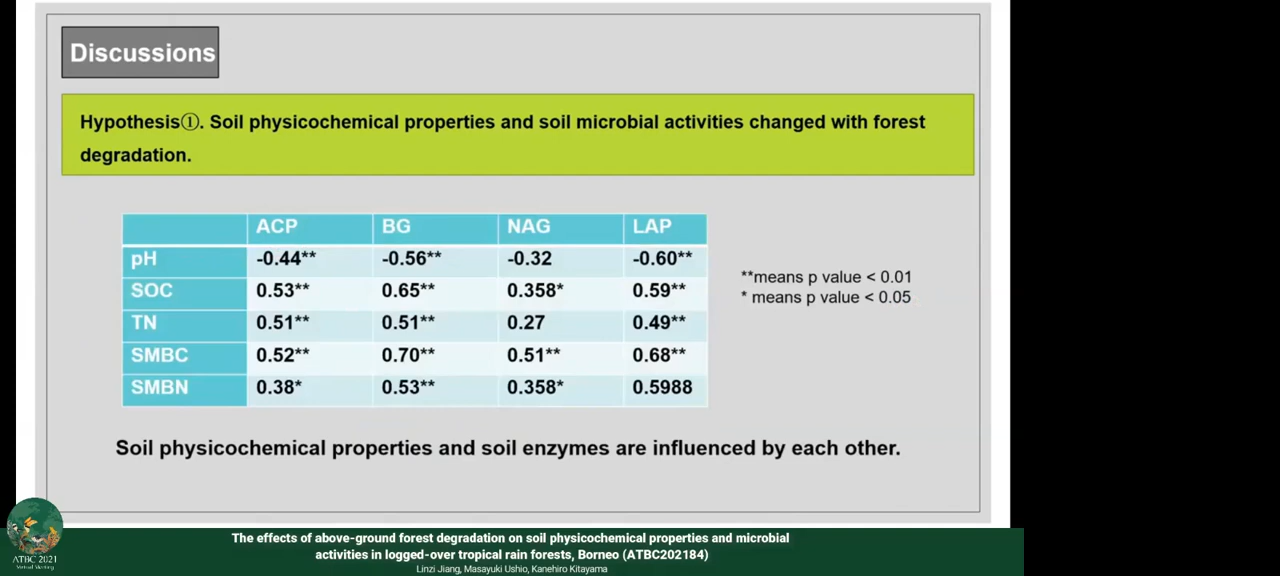 Discussions
Hypothesis①. Soil physicochemical properties and soil microbial activities changed with forest
degradation.
ACP BG NAG LAP
pH -0.44** -0.56** -0.32 -0.60**
SOC 0.53** 0.65** 0.358* 0.59**
TN 0.51** 0.51** 0.27 0.49**
SMBC 0.52** 0.70** 0.51** 0.68**
SMBN 0.38* 0.53** 0.358* 0.5988
**means p value < 0.01
* means p value < 0.05
Soil physicochemical properties and soil enzymes are influenced by each other.
ATBC 2021
Virtual Meeting
The effects of above-ground forest degradation on soil physicochemical properties and microbial
activities in logged-over tropical rain forests, Borneo (ATBC202184)
Linzi Jiang, Masayuki Ushio, Kanehiro Kitayama